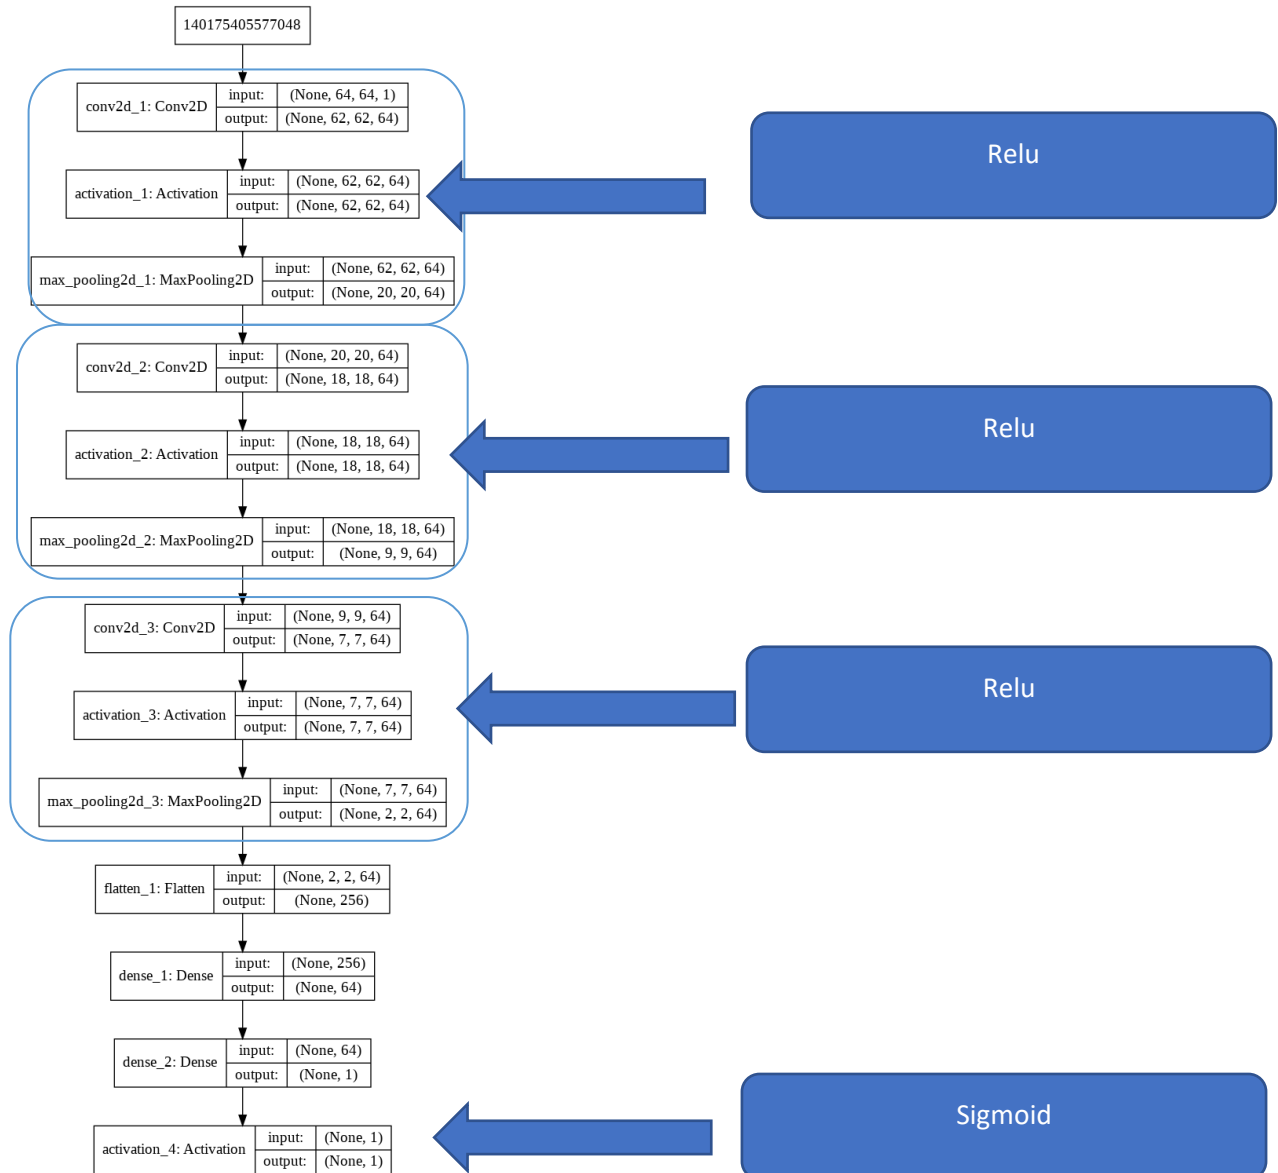 140175405577048
conv2d_1: Conv2D
input: (None, 64, 64, 1)
output: (None, 62, 62, 64)
Relu
activation_1: Activation
input: (None, 62, 62, 64)
output: (None, 62, 62, 64)
max_pooling2d_1: MaxPooling2D
input: (None, 62, 62, 64)
output: (None, 20, 20, 64)
conv2d_2: Conv2D
input: (None, 20, 20, 64)
output: (None, 18, 18, 64)
Relu
activation_2: Activation
input: (None, 18, 18, 64)
output: (None, 18, 18, 64)
max_pooling2d_2: MaxPooling2D
input: (None, 18, 18, 64)
output: (None, 9, 9, 64)
conv2d_3: Conv2D
input: (None, 9, 9, 64)
output: (None, 7, 7, 64)
Relu
activation_3: Activation
input: (None, 7, 7, 64)
output: (None, 7, 7, 64)
max_pooling2d_3: MaxPooling2D
input: (None, 7, 7, 64)
output: (None, 2, 2, 64)
flatten_1: Flatten
input: (None, 2, 2, 64)
output: (None, 256)
dense_1: Dense
input: (None, 256)
output: (None, 64)
dense_2: Dense
input: (None, 64)
output: (None, 1)
Sigmoid
activation_4: Activation
input: (None, 1)
output: (None, 1)